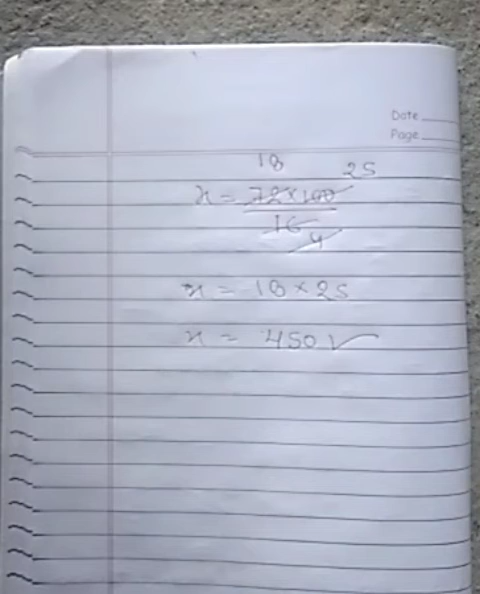 Date
Page
18 25
x = 72 × 100
16
4
x = 18 × 25
x = 450 ✓